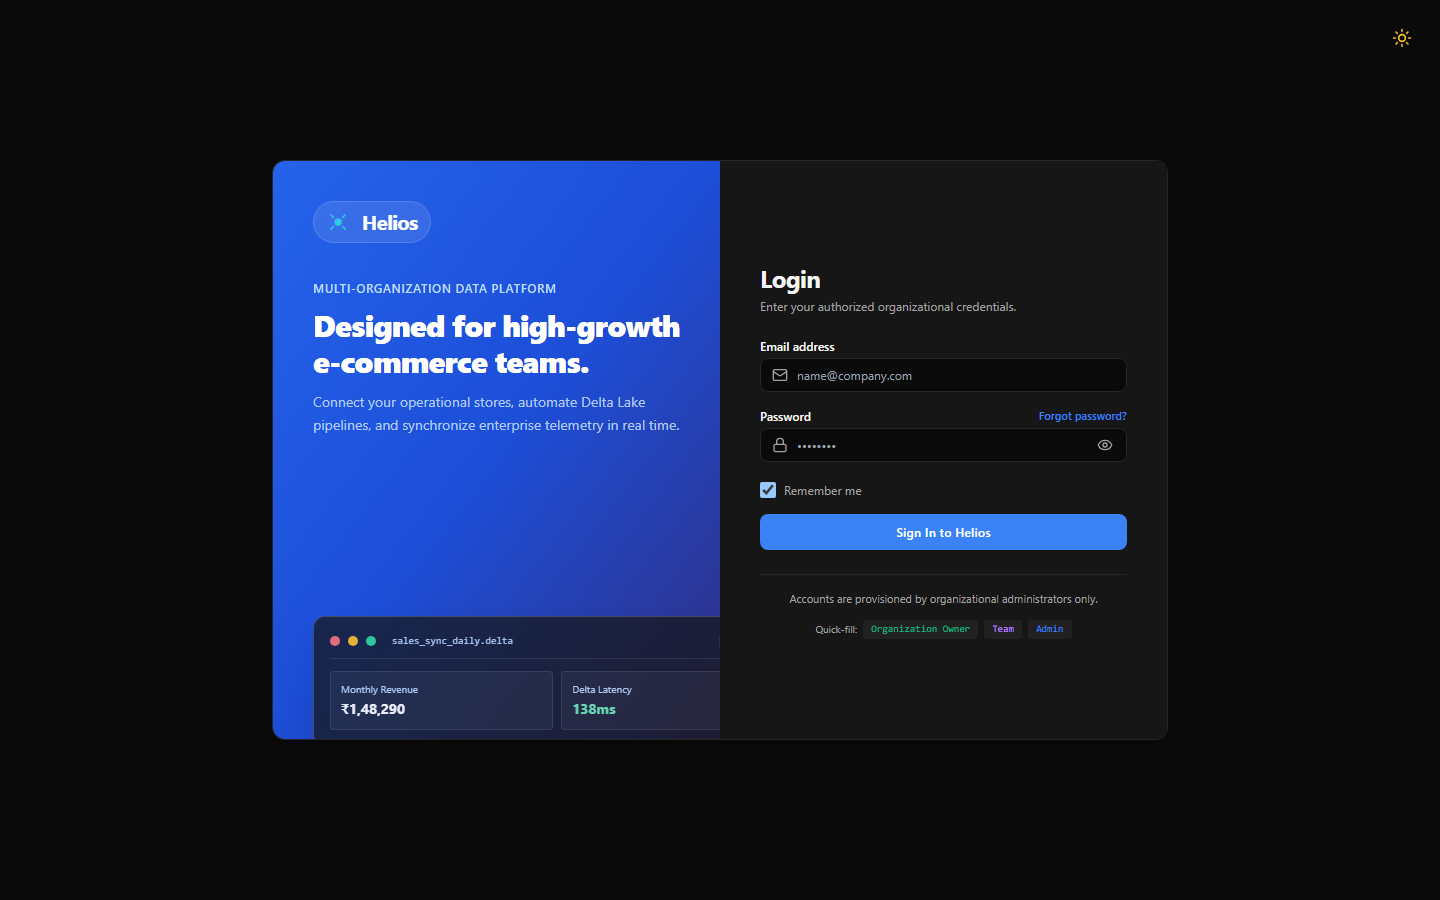 Helios
MULTI-ORGANIZATION DATA PLATFORM
Designed for high-growth
e-commerce teams.
Connect your operational stores, automate Delta Lake
pipelines, and synchronize enterprise telemetry in real time.
sales_sync_daily.delta
Monthly Revenue
₹1,48,290
Delta Latency
138ms
Login
Enter your authorized organizational credentials.
Email address
name@company.com
Password
Forgot password?
••••••••
Remember me
Sign In to Helios
Accounts are provisioned by organizational administrators only.
Quick-fill: Organization Owner Team Admin